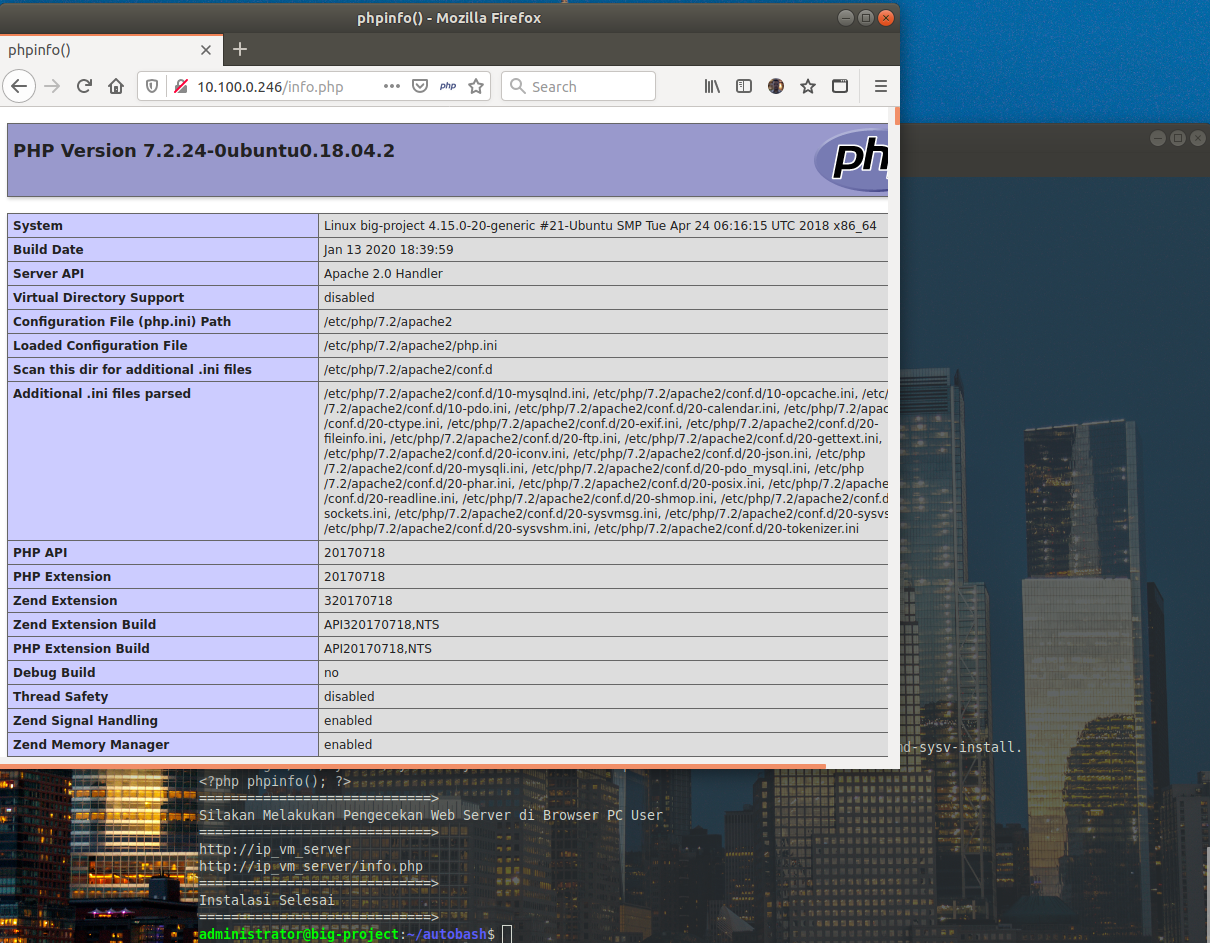 phpinfo() - Mozilla Firefox
phpinfo()
10.100.0.246/info.php
php
Search
PHP Version 7.2.24-0ubuntu0.18.04.2
System Linux big-project 4.15.0-20-generic #21-Ubuntu SMP Tue Apr 24 06:16:15 UTC 2018 x86_64
Build Date Jan 13 2020 18:39:59
Server API Apache 2.0 Handler
Virtual Directory Support disabled
Configuration File (php.ini) Path /etc/php/7.2/apache2
Loaded Configuration File /etc/php/7.2/apache2/php.ini
Scan this dir for additional .ini files /etc/php/7.2/apache2/conf.d
Additional .ini files parsed /etc/php/7.2/apache2/conf.d/10-mysqlnd.ini, /etc/php/7.2/apache2/conf.d/10-opcache.ini, /etc/
/7.2/apache2/conf.d/10-pdo.ini, /etc/php/7.2/apache2/conf.d/20-calendar.ini, /etc/php/7.2/apac
/conf.d/20-ctype.ini, /etc/php/7.2/apache2/conf.d/20-exif.ini, /etc/php/7.2/apache2/conf.d/20-
fileinfo.ini, /etc/php/7.2/apache2/conf.d/20-ftp.ini, /etc/php/7.2/apache2/conf.d/20-gettext.ini,
/etc/php/7.2/apache2/conf.d/20-iconv.ini, /etc/php/7.2/apache2/conf.d/20-json.ini, /etc/php
/7.2/apache2/conf.d/20-mysqli.ini, /etc/php/7.2/apache2/conf.d/20-pdo_mysql.ini, /etc/php
/7.2/apache2/conf.d/20-phar.ini, /etc/php/7.2/apache2/conf.d/20-posix.ini, /etc/php/7.2/apache
/conf.d/20-readline.ini, /etc/php/7.2/apache2/conf.d/20-shmop.ini, /etc/php/7.2/apache2/conf.d
sockets.ini, /etc/php/7.2/apache2/conf.d/20-sysvmsg.ini, /etc/php/7.2/apache2/conf.d/20-sysvs
/etc/php/7.2/apache2/conf.d/20-sysvshm.ini, /etc/php/7.2/apache2/conf.d/20-tokenizer.ini
PHP API 20170718
PHP Extension 20170718
Zend Extension 320170718
Zend Extension Build API320170718,NTS
PHP Extension Build API20170718,NTS
Debug Build no
Thread Safety disabled
Zend Signal Handling enabled
Zend Memory Manager enabled
nd-sysv-install.
<?php phpinfo(); ?>
=============================>
Silakan Melakukan Pengecekan Web Server di Browser PC User
=============================>
http://ip_vm_server
http://ip_vm_server/info.php
=============================>
Instalasi Selesai
=============================>
administrator@big-project:~/autobash$